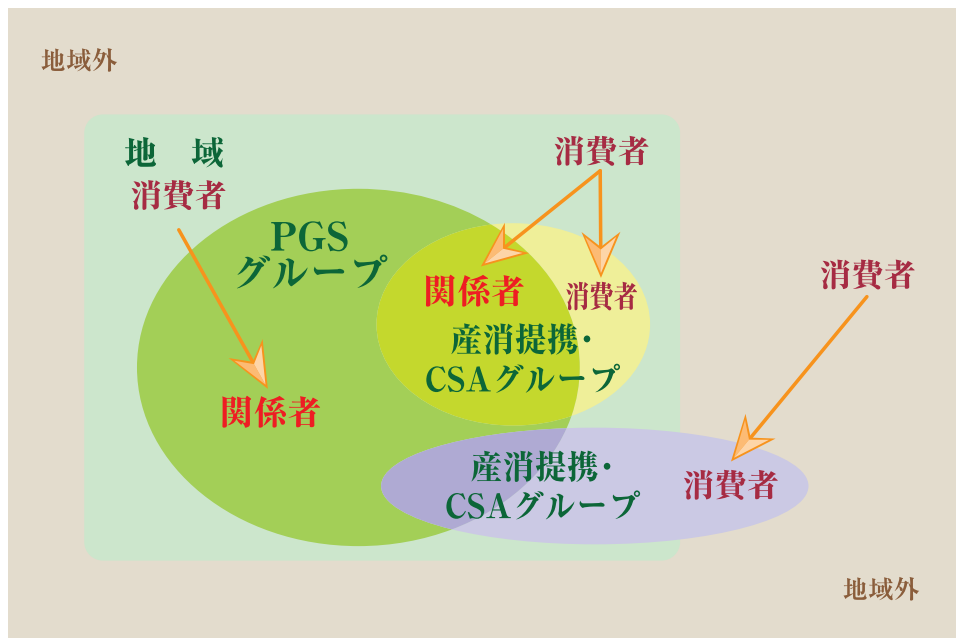 地域外
地　域
消費者
消費者
PGS
グループ
関係者
消費者
産消提携・
CSAグループ
消費者
関係者
産消提携・
CSAグループ
消費者
地域外